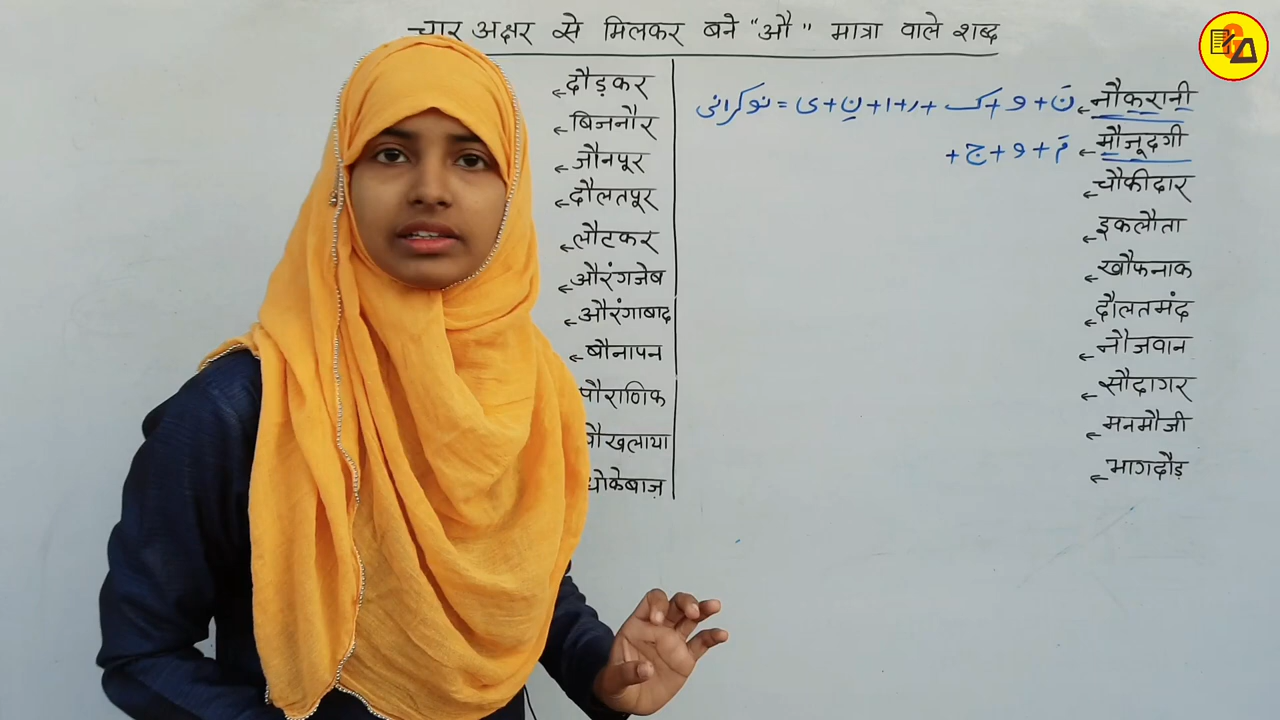 चार अक्षर से मिलकर बने "औ" मात्रा वाले शब्द
नौकरानी ← نَ + و + ک + ر + ا + نِ + ی = نوکرانی
मौजूदगी ← مَ + و + ج +
चौकीदार ←
इकलौता ←
खौफनाक ←
दौलतमंद ←
नौजवान ←
सौदागर ←
मनमौजी ←
भागदौड़ ←
दौड़कर ←
बिजनौर ←
जौनपूर ←
दौलतपूर ←
लौटकर ←
औरंगजेब ←
औरंगाबाद ←
बौनापन ←
पौराणिक
खलाया
धोकेबाज़